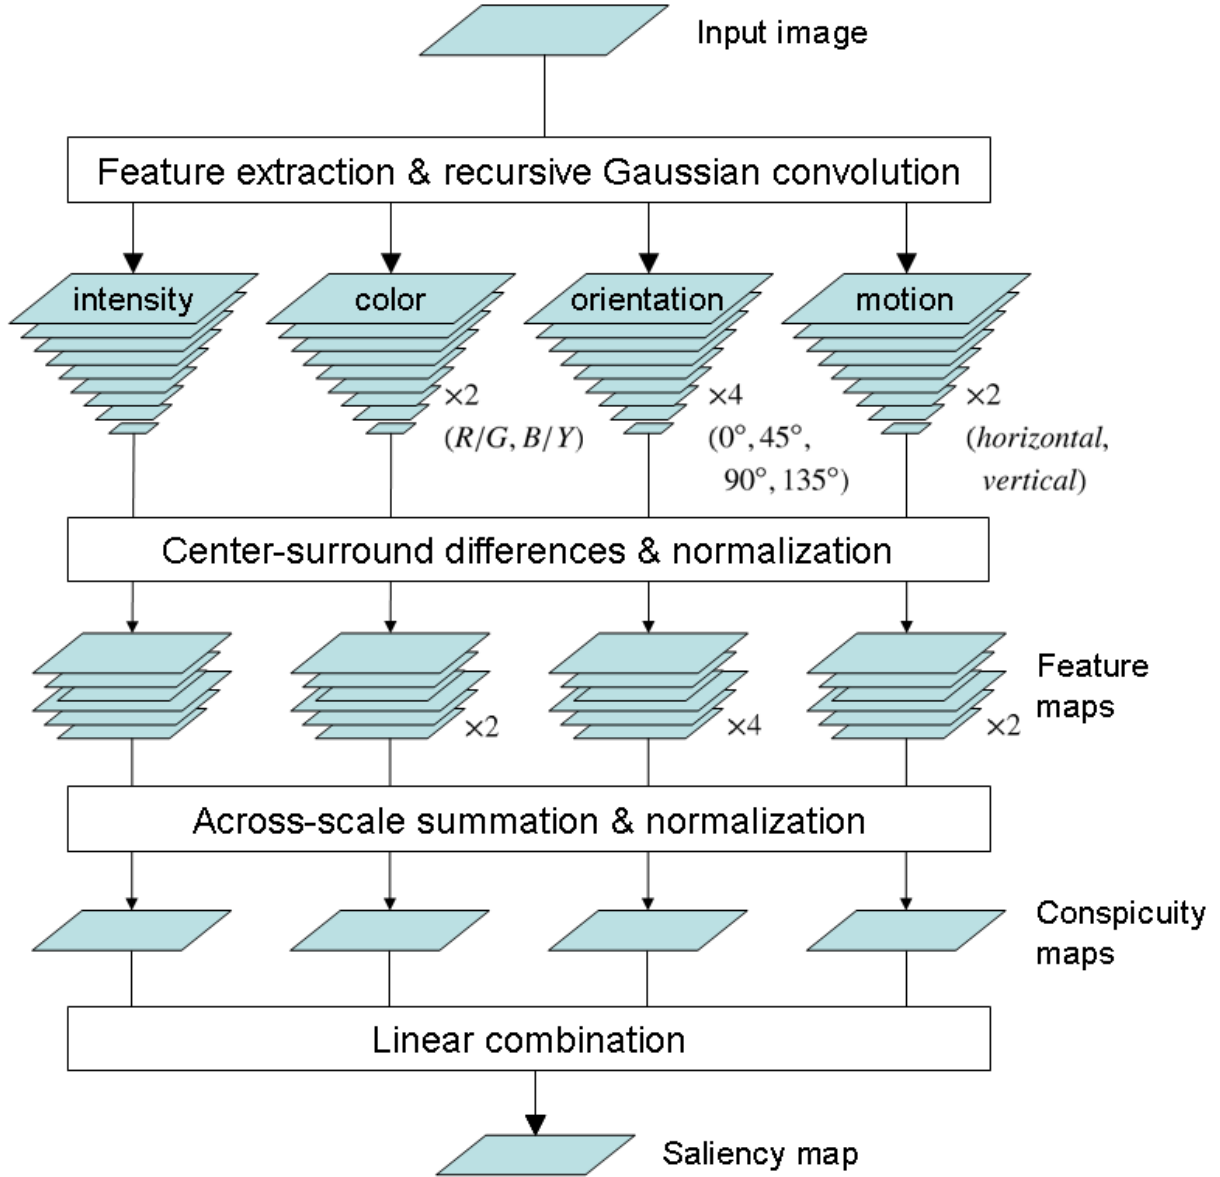 Input image
Feature extraction & recursive Gaussian convolution
intensity
color
orientation
motion
×2
(R/G, B/Y)
×4
(0°, 45°,
90°, 135°)
×2
(horizontal,
vertical)
Center-surround differences & normalization
×2
×4
×2
Feature
maps
Across-scale summation & normalization
Conspicuity
maps
Linear combination
Saliency map